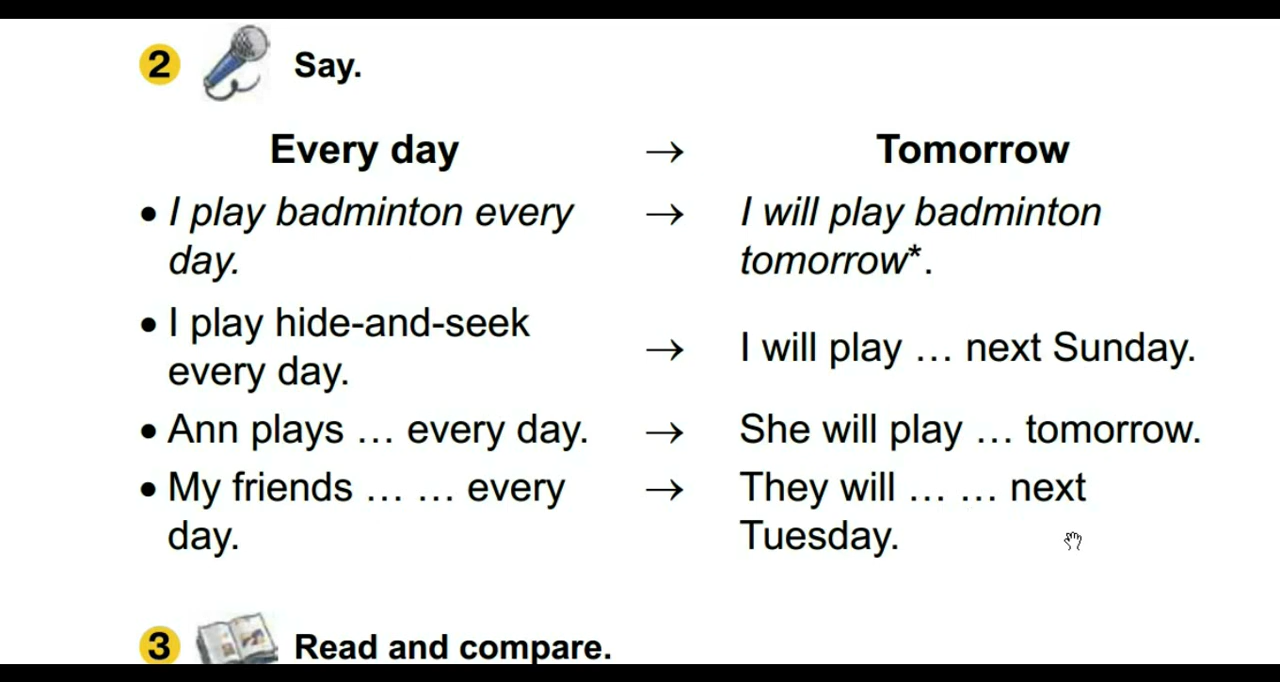 2 Say.
Every day → Tomorrow
• I play badminton every → I will play badminton
day. tomorrow*.
• I play hide-and-seek
every day. → I will play … next Sunday.
• Ann plays … every day. → She will play … tomorrow.
• My friends … … every → They will … … next
day. Tuesday.
3 Read and compare.